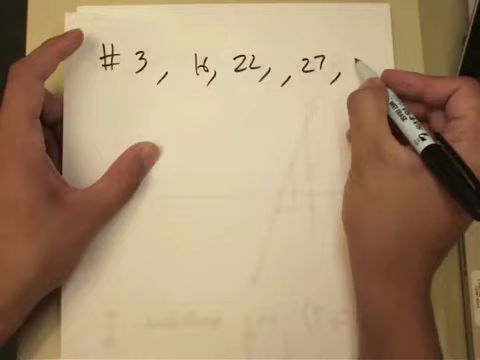 # 3, 16, 22, , 27,